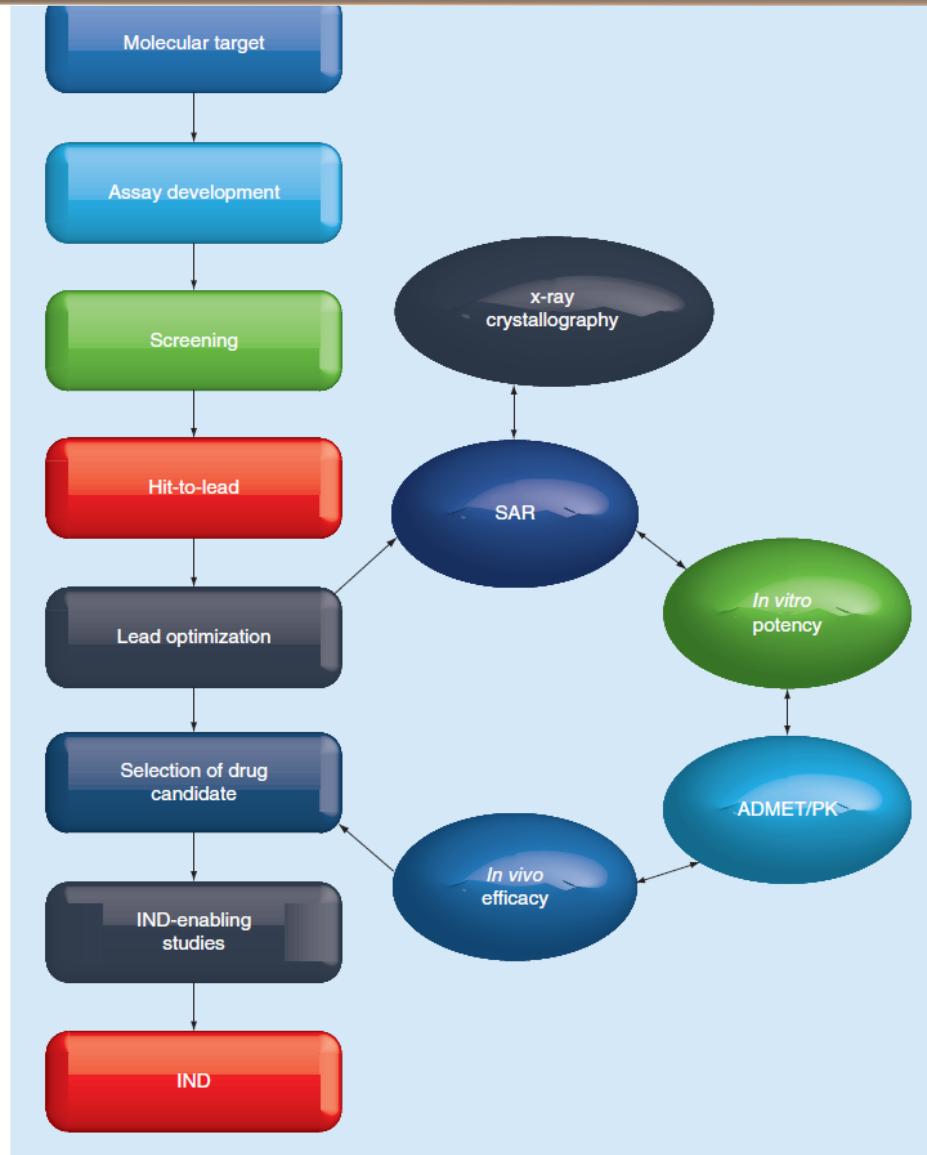 Molecular target
Assay development
Screening
Hit-to-lead
Lead optimization
Selection of drug
candidate
IND-enabling
studies
IND
x-ray
crystallography
SAR
In vitro
potency
ADMET/PK
In vivo
efficacy